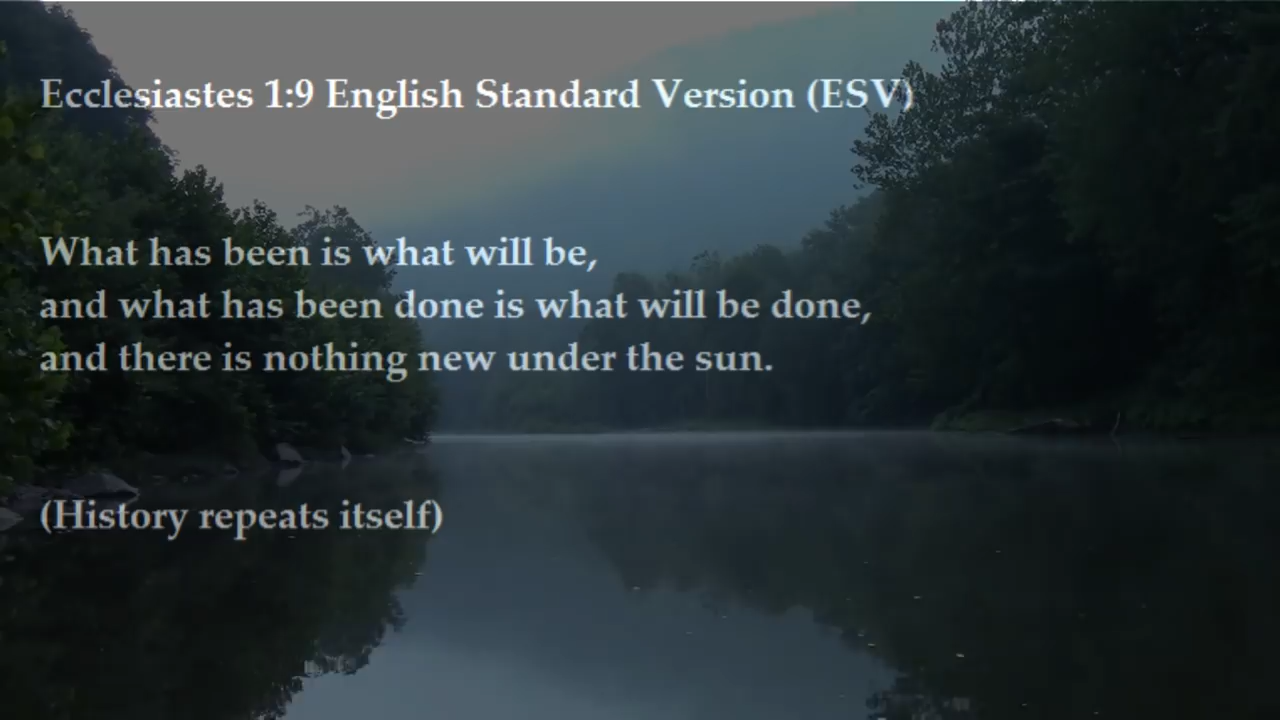 Ecclesiastes 1:9 English Standard Version (ESV)
What has been is what will be,
and what has been done is what will be done,
and there is nothing new under the sun.
(History repeats itself)